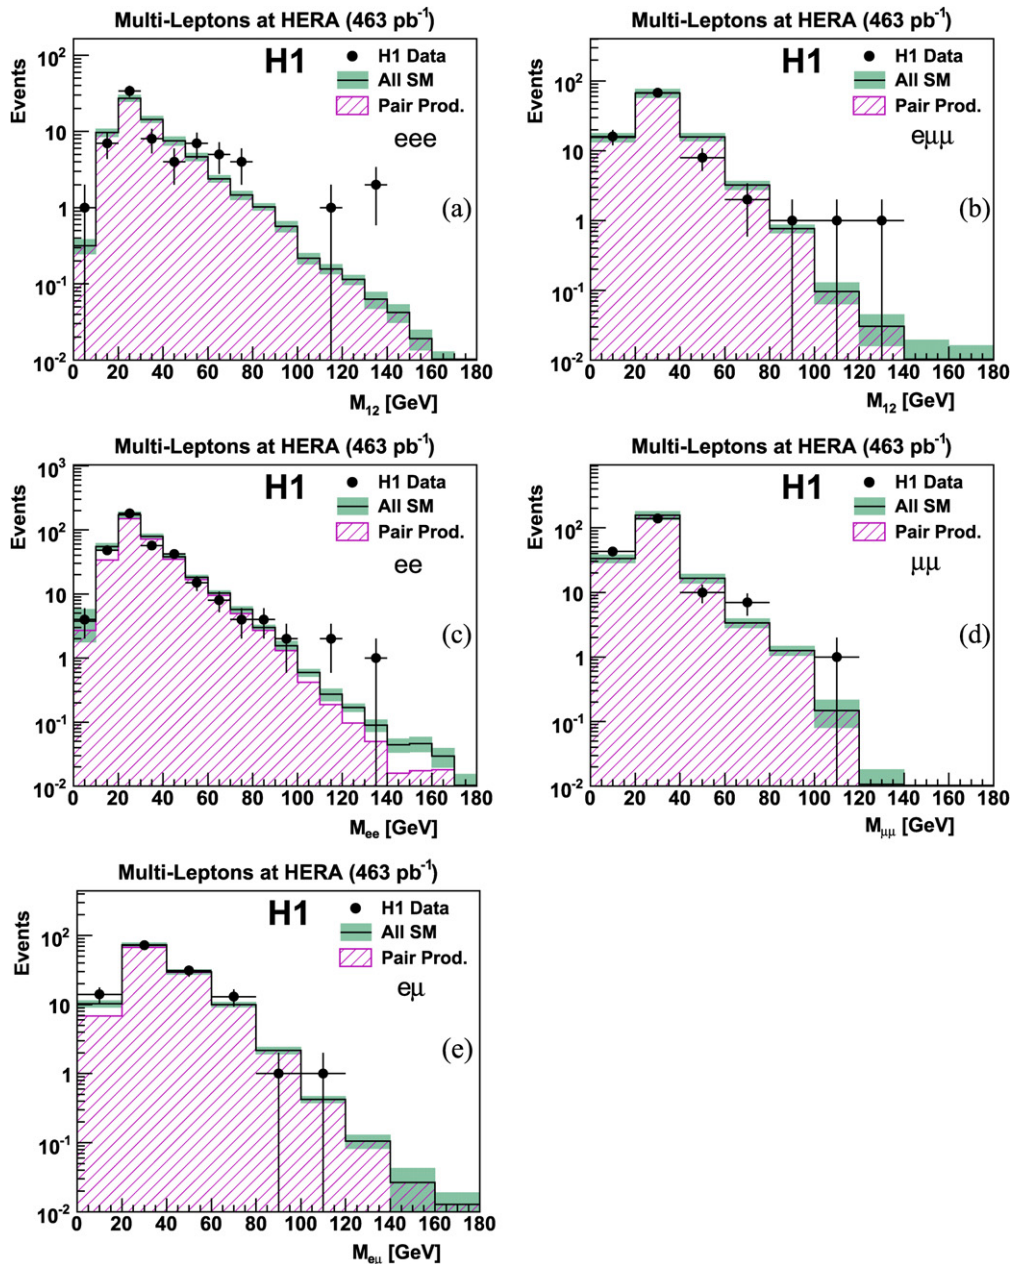 Multi-Leptons at HERA (463 pb⁻¹)
Events
10²
10
1
10⁻¹
10⁻²
H1
H1 Data
All SM
Pair Prod.
eee
(a)
0 20 40 60 80 100 120 140 160 180
M₁₂ [GeV]
Multi-Leptons at HERA (463 pb⁻¹)
Events
10²
10
1
10⁻¹
10⁻²
H1
H1 Data
All SM
Pair Prod.
eμμ
(b)
0 20 40 60 80 100 120 140 160 180
M₁₂ [GeV]
Multi-Leptons at HERA (463 pb⁻¹)
Events
10³
10²
10
1
10⁻¹
10⁻²
H1
H1 Data
All SM
Pair Prod.
ee
(c)
0 20 40 60 80 100 120 140 160 180
Mₑₑ [GeV]
Multi-Leptons at HERA (463 pb⁻¹)
Events
10²
10
1
10⁻¹
10⁻²
H1
H1 Data
All SM
Pair Prod.
μμ
(d)
0 20 40 60 80 100 120 140 160 180
M_μμ [GeV]
Multi-Leptons at HERA (463 pb⁻¹)
Events
10²
10
1
10⁻¹
10⁻²
H1
H1 Data
All SM
Pair Prod.
eμ
(e)
0 20 40 60 80 100 120 140 160 180
M_eμ [GeV]